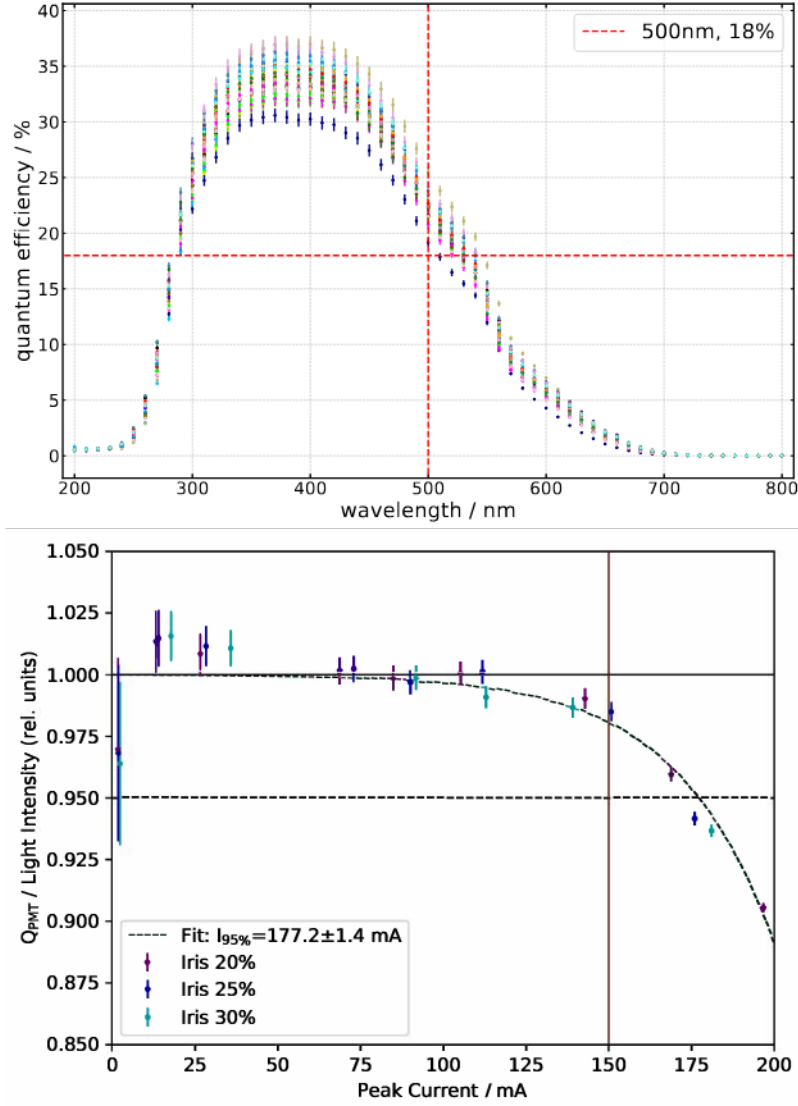 40
35
30
25
20
15
10
5
0
quantum efficiency / %
500nm, 18%
200 300 400 500 600 700 800
wavelength / nm
1.050
1.025
1.000
0.975
0.950
0.925
0.900
0.875
0.850
Q_PMT / Light Intensity (rel. units)
Fit: I_95%=177.2±1.4 mA
Iris 20%
Iris 25%
Iris 30%
0 25 50 75 100 125 150 175 200
Peak Current / mA